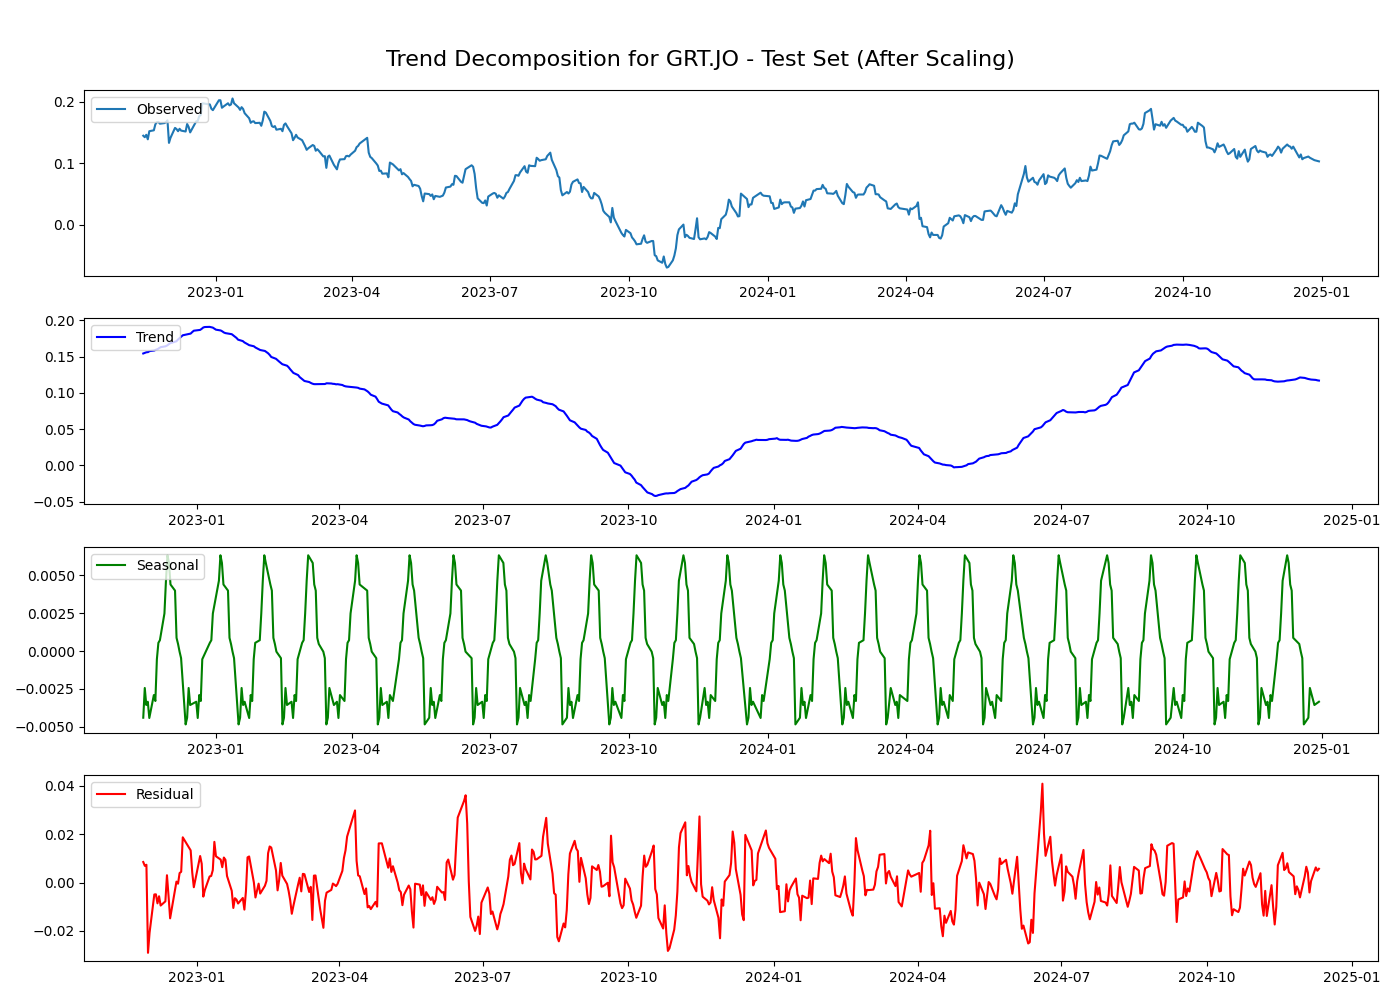 Trend Decomposition for GRT.JO - Test Set (After Scaling)
Observed
0.2
0.1
0.0
2023-01 2023-04 2023-07 2023-10 2024-01 2024-04 2024-07 2024-10 2025-01
Trend
0.20
0.15
0.10
0.05
0.00
−0.05
2023-01 2023-04 2023-07 2023-10 2024-01 2024-04 2024-07 2024-10 2025-01
Seasonal
0.0050
0.0025
0.0000
−0.0025
−0.0050
2023-01 2023-04 2023-07 2023-10 2024-01 2024-04 2024-07 2024-10 2025-01
Residual
0.04
0.02
0.00
−0.02
2023-01 2023-04 2023-07 2023-10 2024-01 2024-04 2024-07 2024-10 2025-01